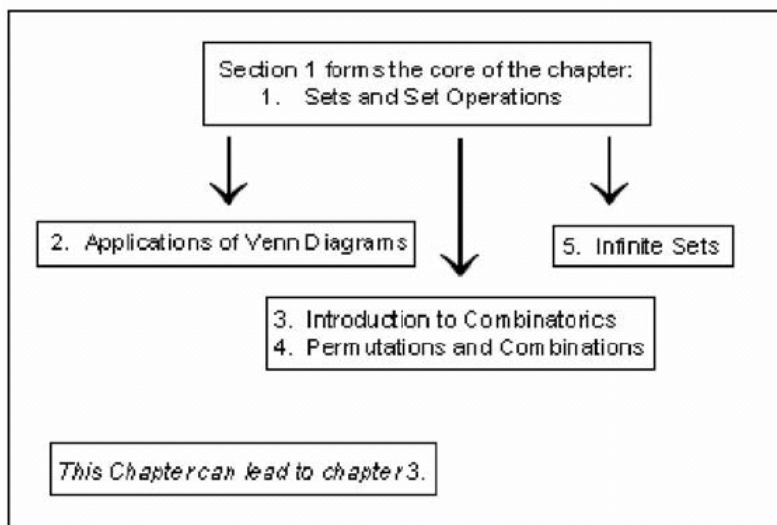 Section 1 forms the core of the chapter:
1. Sets and Set Operations
2. Applications of Venn Diagrams
5. Infinite Sets
3. Introduction to Combinatorics
4. Permutations and Combinations
This Chapter can lead to chapter 3.